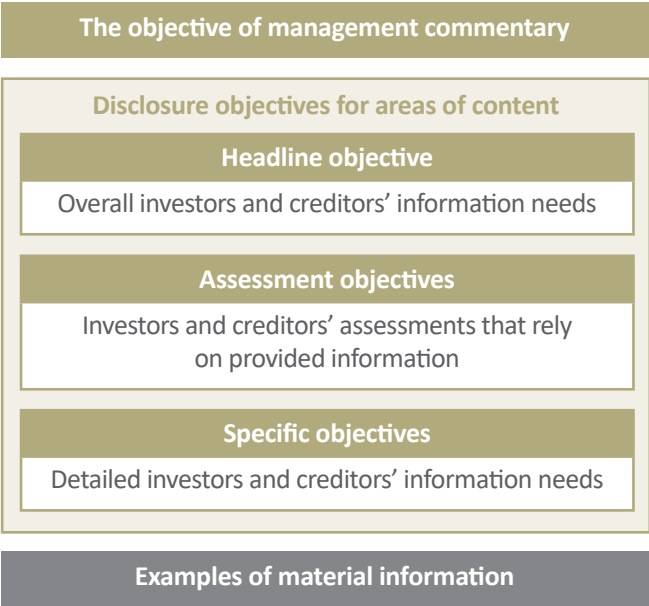 The objective of management commentary
Disclosure objectives for areas of content
Headline objective
Overall investors and creditors’ information needs
Assessment objectives
Investors and creditors’ assessments that rely
on provided information
Specific objectives
Detailed investors and creditors’ information needs
Examples of material information